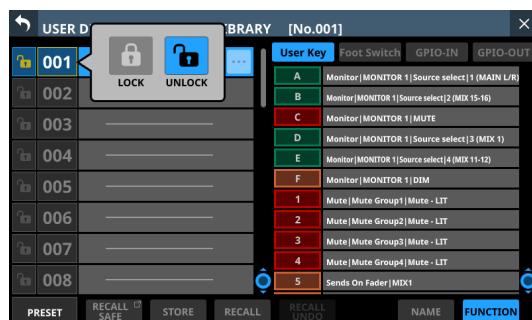 USER D
BRARY
[No.001]
LOCK
UNLOCK
User Key
Foot Switch
GPIO-IN
GPIO-OUT
001
...
002
003
004
005
006
007
008
A Monitor|MONITOR 1|Source select|1 (MAIN L/R)
B Monitor|MONITOR 1|Source select|2 (MIX 15-16)
C Monitor|MONITOR 1|MUTE
D Monitor|MONITOR 1|Source select|3 (MIX 1)
E Monitor|MONITOR 1|Source select|4 (MIX 11-12)
F Monitor|MONITOR 1|DIM
1 Mute|Mute Group1|Mute - LIT
2 Mute|Mute Group2|Mute - LIT
3 Mute|Mute Group3|Mute - LIT
4 Mute|Mute Group4|Mute - LIT
5 Sends On Fader|MIX1
PRESET
RECALL
SAFE
STORE
RECALL
RECALL
UNDO
NAME
FUNCTION